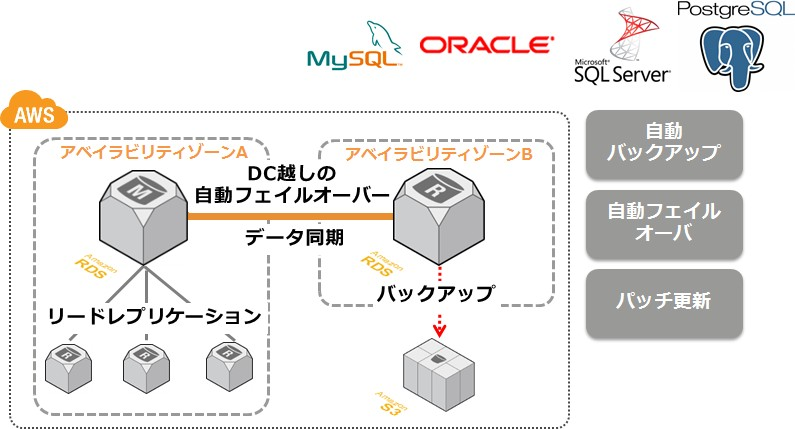 PostgreSQL
MySQL™
ORACLE®
Microsoft®
SQL Server®
AWS
アベイラビリティゾーンA
アベイラビリティゾーンB
DC越しの
自動フェイルオーバー
データ同期
M
R
Amazon
RDS
Amazon
RDS
バックアップ
リードレプリケーション
R
R
R
Amazon
S3
自動
バックアップ
自動フェイル
オーバ
パッチ更新